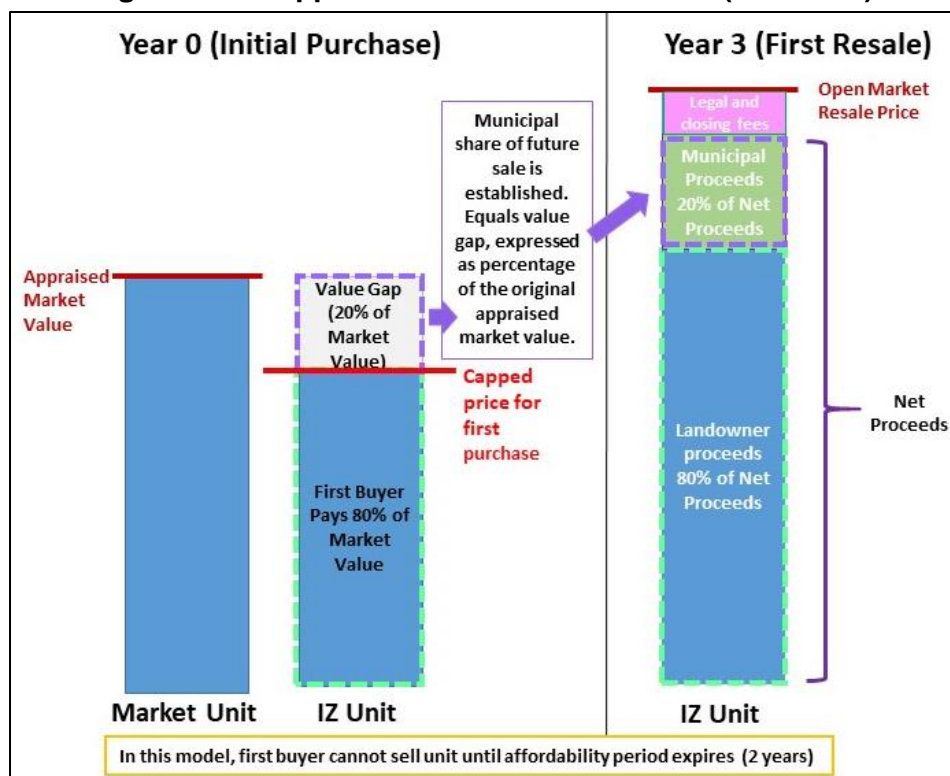 Year 0 (Initial Purchase)
Year 3 (First Resale)
Appraised
Market
Value
Value Gap
(20% of
Market
Value)
First Buyer
Pays 80% of
Market
Value
Capped
price for
first
purchase
Municipal
share of future
sale is
established.
Equals value
gap, expressed
as percentage
of the original
appraised
market value.
Open Market
Resale Price
Legal and
closing fees
Municipal
Proceeds
20% of Net
Proceeds
Landowner
proceeds
80% of Net
Proceeds
Net
Proceeds
Market Unit
IZ Unit
IZ Unit
In this model, first buyer cannot sell unit until affordability period expires (2 years)